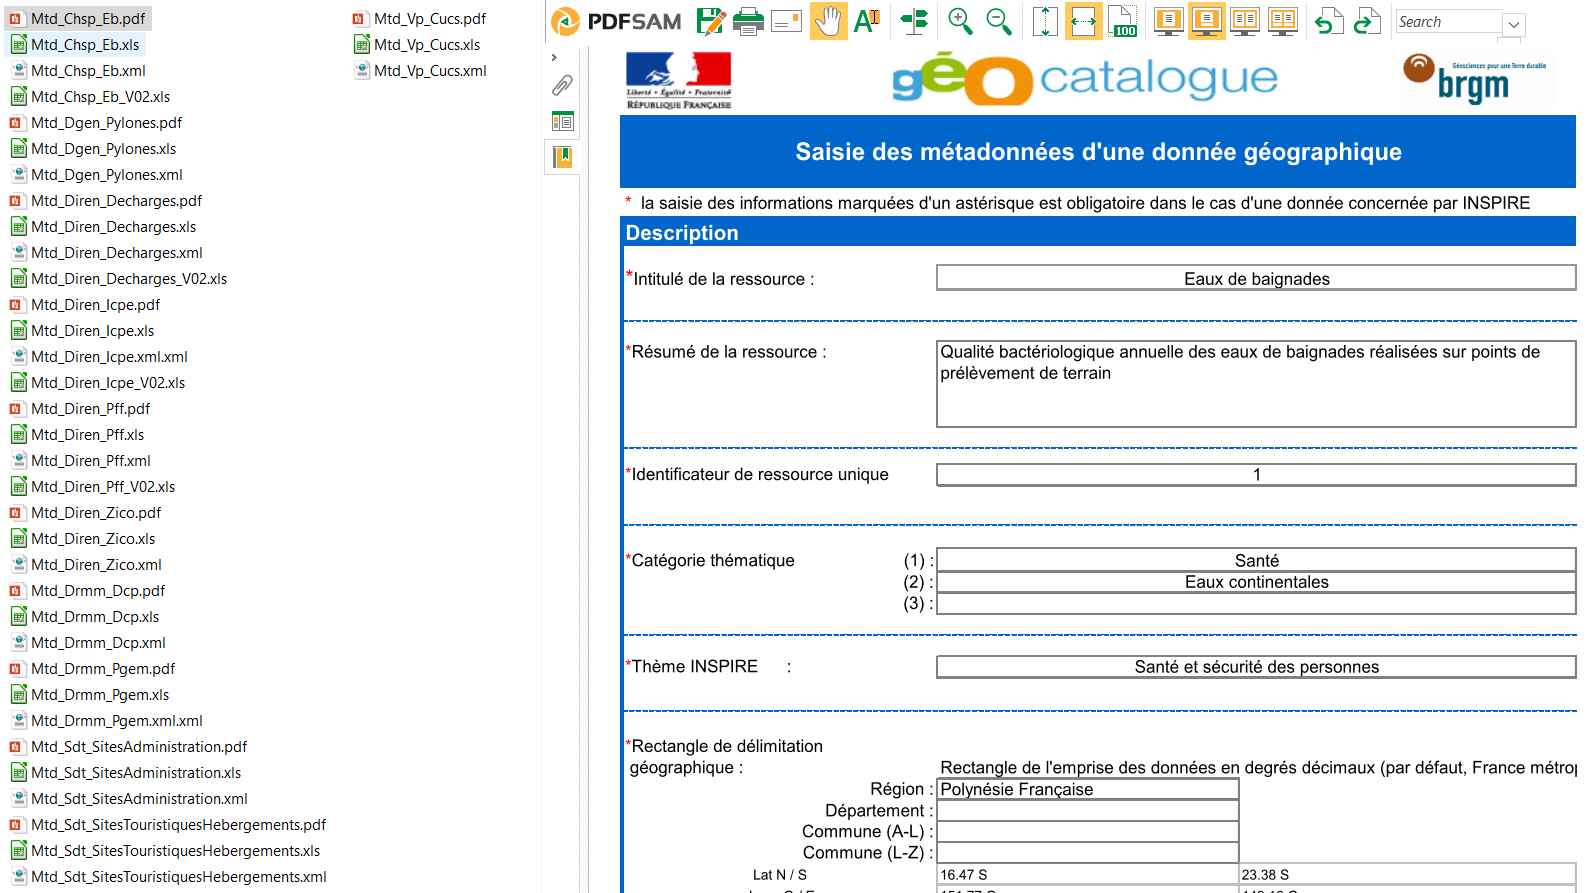 Mtd_Chsp_Eb.pdf
Mtd_Chsp_Eb.xls
Mtd_Chsp_Eb.xml
Mtd_Chsp_Eb_V02.xls
Mtd_Dgen_Pylones.pdf
Mtd_Dgen_Pylones.xls
Mtd_Dgen_Pylones.xml
Mtd_Diren_Decharges.pdf
Mtd_Diren_Decharges.xls
Mtd_Diren_Decharges.xml
Mtd_Diren_Decharges_V02.xls
Mtd_Diren_Icpe.pdf
Mtd_Diren_Icpe.xls
Mtd_Diren_Icpe.xml.xml
Mtd_Diren_Icpe_V02.xls
Mtd_Diren_Pff.pdf
Mtd_Diren_Pff.xls
Mtd_Diren_Pff.xml
Mtd_Diren_Pff_V02.xls
Mtd_Diren_Zico.pdf
Mtd_Diren_Zico.xls
Mtd_Diren_Zico.xml
Mtd_Drmm_Dcp.pdf
Mtd_Drmm_Dcp.xls
Mtd_Drmm_Dcp.xml
Mtd_Drmm_Pgem.pdf
Mtd_Drmm_Pgem.xls
Mtd_Drmm_Pgem.xml.xml
Mtd_Sdt_SitesAdministration.pdf
Mtd_Sdt_SitesAdministration.xls
Mtd_Sdt_SitesAdministration.xml
Mtd_Sdt_SitesTouristiquesHebergements.pdf
Mtd_Sdt_SitesTouristiquesHebergements.xls
Mtd_Sdt_SitesTouristiquesHebergements.xml
Mtd_Vp_Cucs.pdf
Mtd_Vp_Cucs.xls
Mtd_Vp_Cucs.xml
PDFSAM
A
100
Search
Liberté • Égalité • Fraternité
RÉPUBLIQUE FRANÇAISE
géo catalogue
Géosciences pour une Terre durable
brgm
Saisie des métadonnées d'une donnée géographique
* la saisie des informations marquées d'un astérisque est obligatoire dans le cas d'une donnée concernée par INSPIRE
Description
*Intitulé de la ressource : Eaux de baignades
*Résumé de la ressource : Qualité bactériologique annuelle des eaux de baignades réalisées sur points de
prélèvement de terrain
*Identificateur de ressource unique 1
*Catégorie thématique (1) : Santé
(2) : Eaux continentales
(3) :
*Thème INSPIRE : Santé et sécurité des personnes
*Rectangle de délimitation
géographique : Rectangle de l'emprise des données en degrés décimaux (par défaut, France métrop
Région : Polynésie Française
Département :
Commune (A-L) :
Commune (L-Z) :
Lat N / S 16.47 S 23.38 S